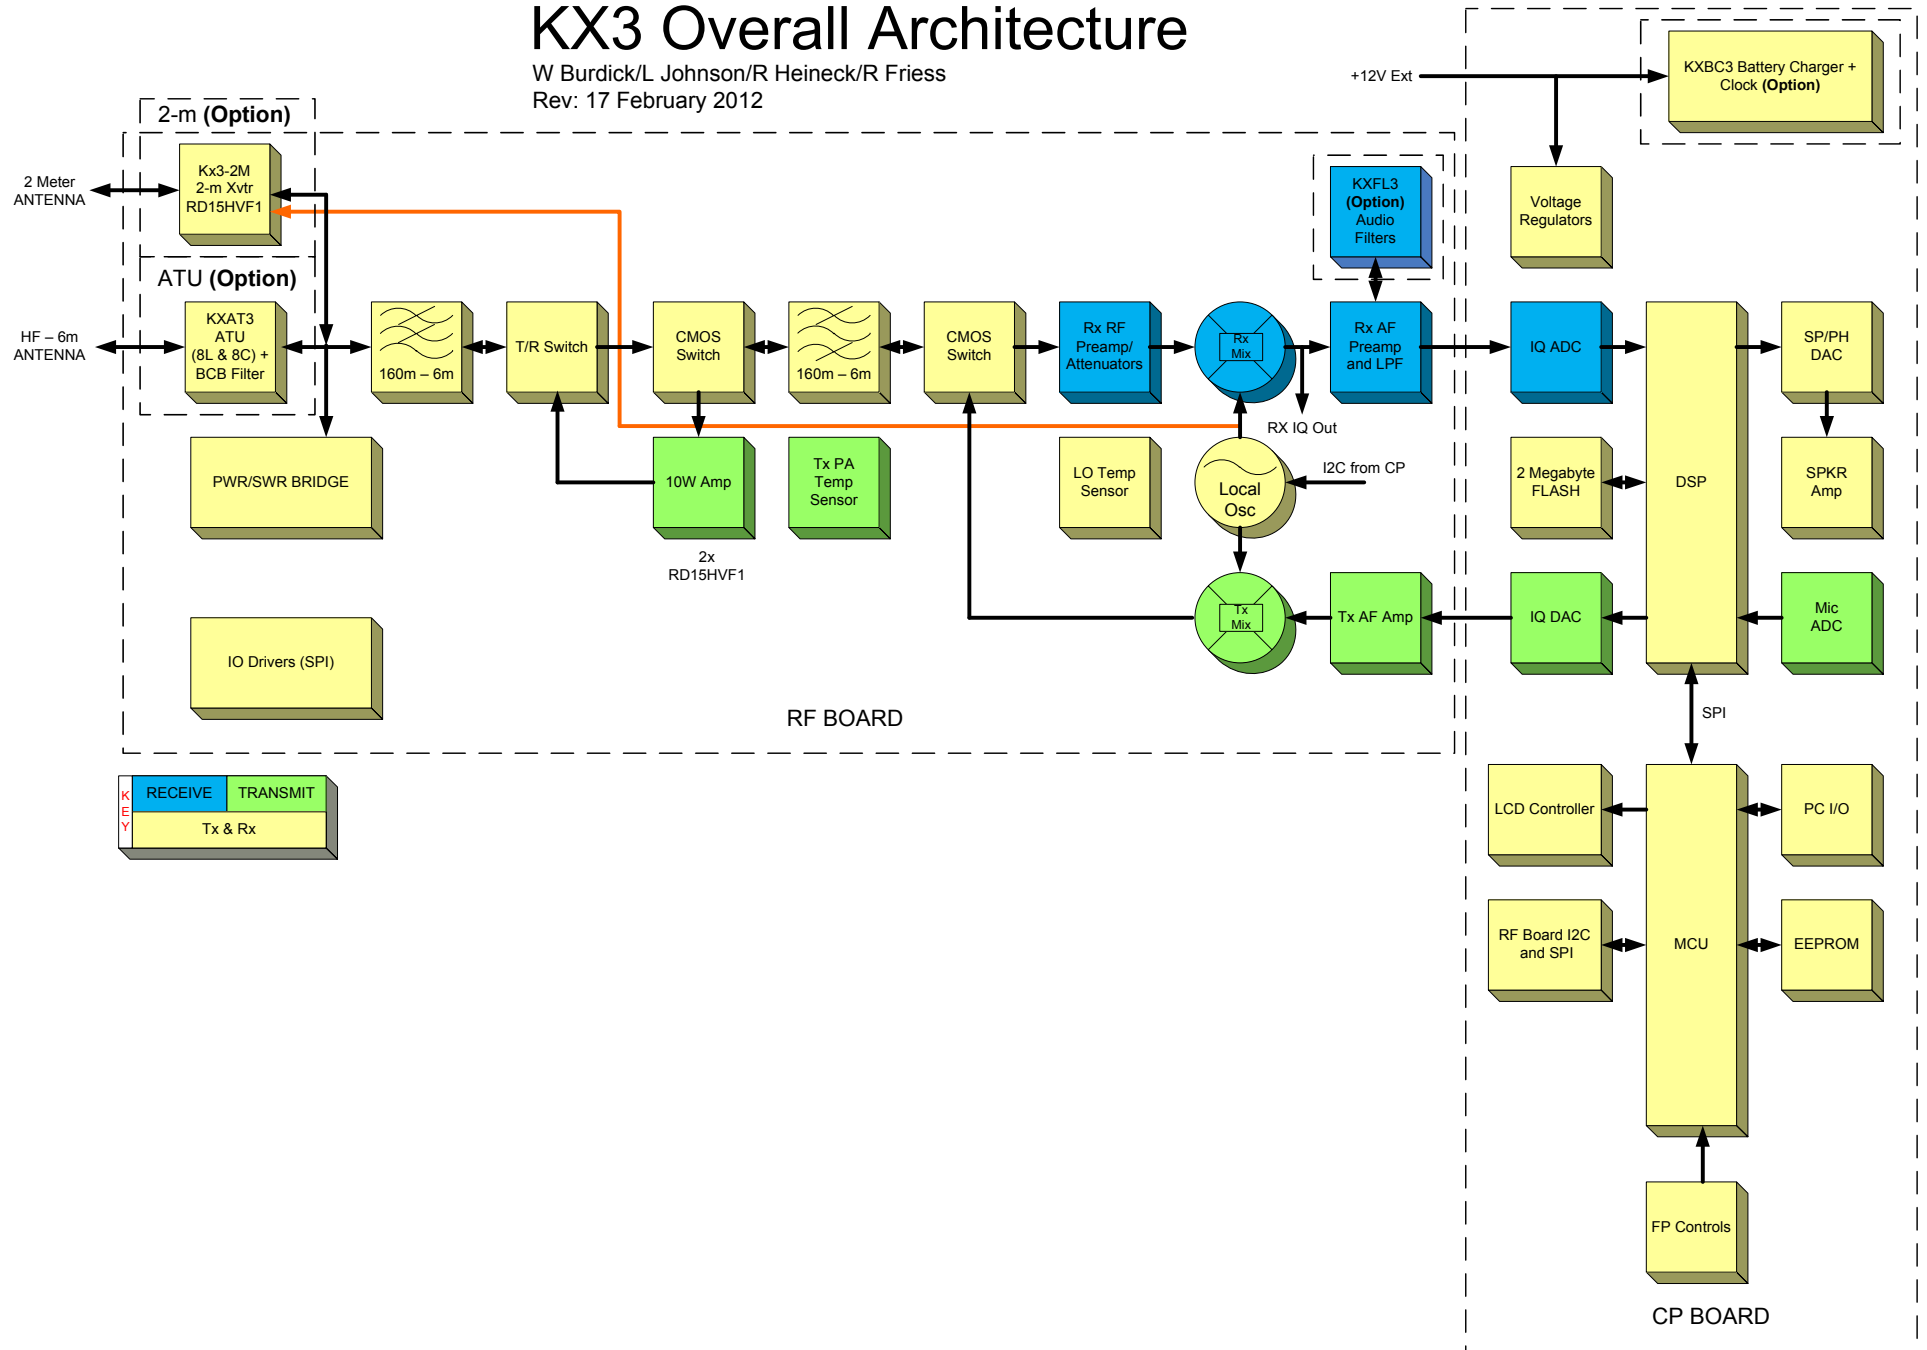 KX3 Overall Architecture
W Burdick/L Johnson/R Heineck/R Friess
Rev: 17 February 2012
+12V Ext
KXBC3 Battery Charger +
Clock (Option)
2-m (Option)
Kx3-2M
2-m Xvtr
RD15HVF1
2 Meter
ANTENNA
KXFL3
(Option)
Audio
Filters
Voltage
Regulators
ATU (Option)
HF – 6m
ANTENNA
KXAT3
ATU
(8L & 8C) +
BCB Filter
160m – 6m
T/R Switch
CMOS
Switch
160m – 6m
CMOS
Switch
Rx RF
Preamp/
Attenuators
Rx
Mix
Rx AF
Preamp
and LPF
IQ ADC
SP/PH
DAC
RX IQ Out
PWR/SWR BRIDGE
10W Amp
Tx PA
Temp
Sensor
LO Temp
Sensor
Local
Osc
I2C from CP
2 Megabyte
FLASH
DSP
SPKR
Amp
2x
RD15HVF1
Tx
Mix
Tx AF Amp
IQ DAC
Mic
ADC
IO Drivers (SPI)
RF BOARD
SPI
KEY
RECEIVE
TRANSMIT
Tx & Rx
LCD Controller
PC I/O
RF Board I2C
and SPI
MCU
EEPROM
FP Controls
CP BOARD